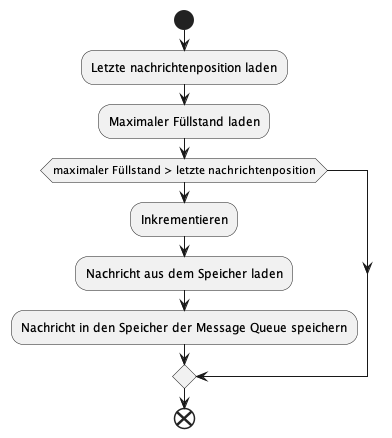 Letzte nachrichtenposition laden
Maximaler Füllstand laden
maximaler Füllstand > letzte nachrichtenposition
Inkrementieren
Nachricht aus dem Speicher laden
Nachricht in den Speicher der Message Queue speichern